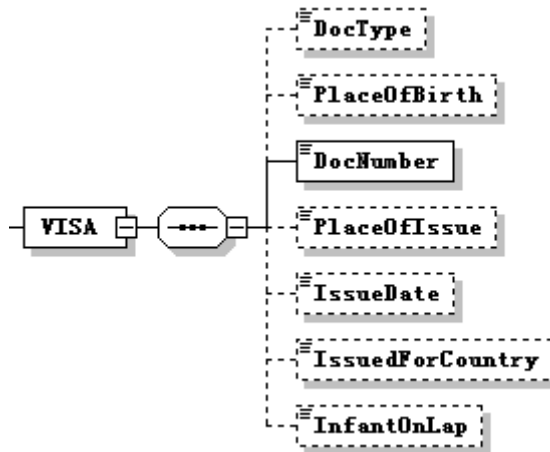 DocType
PlaceOfBirth
DocNumber
VISA
PlaceOfIssue
IssueDate
IssuedForCountry
InfantOnLap